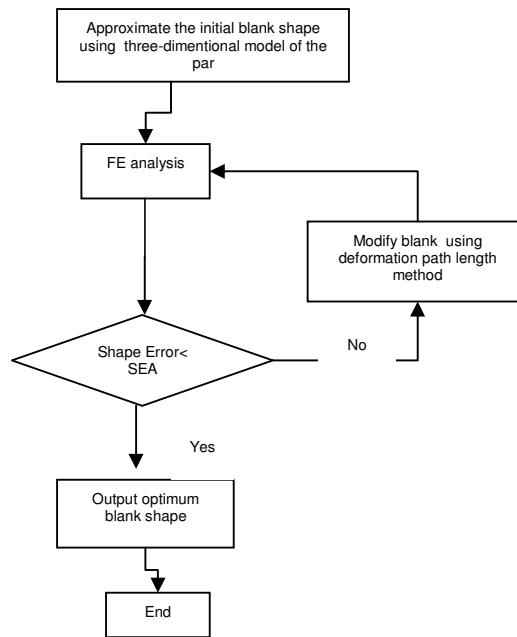 Approximate the initial blank shape
using three-dimentional model of the
par
FE analysis
Modify blank using
deformation path length
method
Shape Error<
SEA
No
Yes
Output optimum
blank shape
End